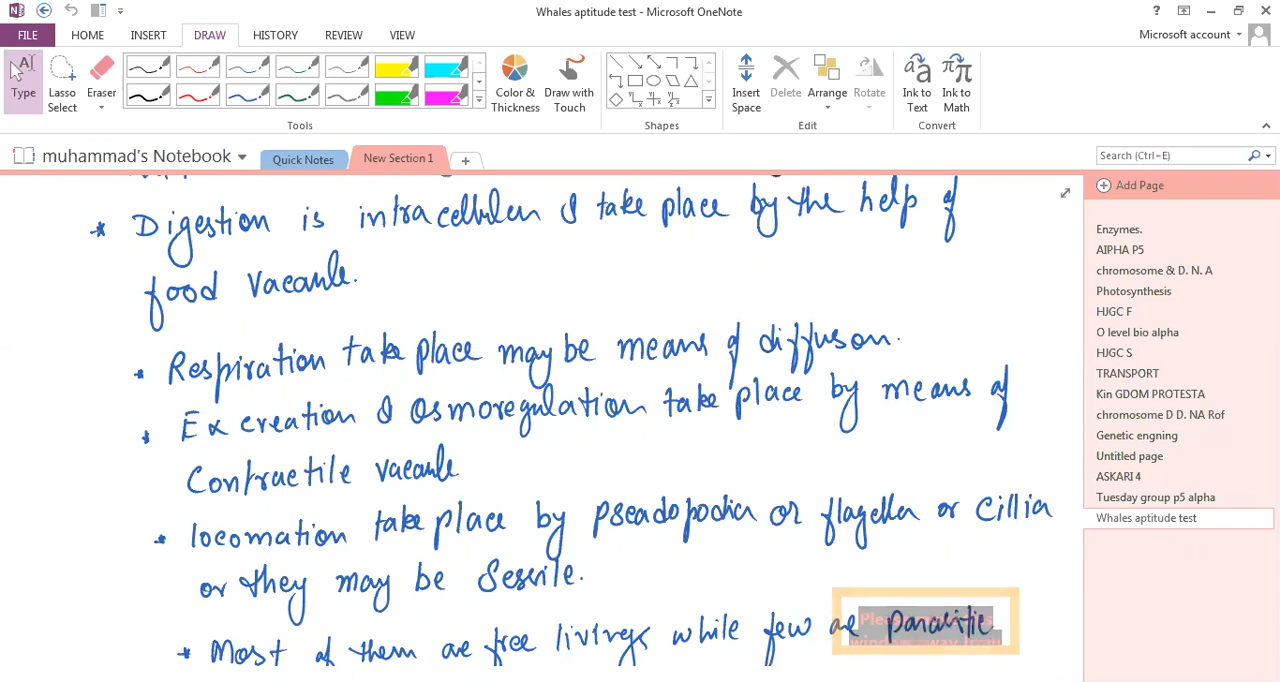 Whales aptitude test - Microsoft OneNote
FILE HOME INSERT DRAW HISTORY REVIEW VIEW
Microsoft account
Type
Lasso Select
Eraser
Color & Thickness
Draw with Touch
Insert Space
Delete
Arrange
Rotate
Ink to Text
Ink to Math
Tools
Shapes
Edit
Convert
muhammad's Notebook
Quick Notes
New Section 1
Search (Ctrl+E)
Add Page
Enzymes.
AlPHA P5
chromosome & D. N. A
Photosynthesis
HJGC F
O level bio alpha
HJGC S
TRANSPORT
Kin GDOM PROTESTA
chromosome D D. NA Rof
Genetic engning
Untitled page
ASKARI 4
Tuesday group p5 alpha
Whales aptitude test
* Digestion is intracellulen & take place by the help of
food vacaule.
* Respiration take place may be means of diffuson.
* Excreation & Osmoregulation take place by means of
Contractile vacaule
* locomation take place by pseadopodia or flagella or Cillia
or they may be Sessile.
* Most of them are free livings while few are parasitic